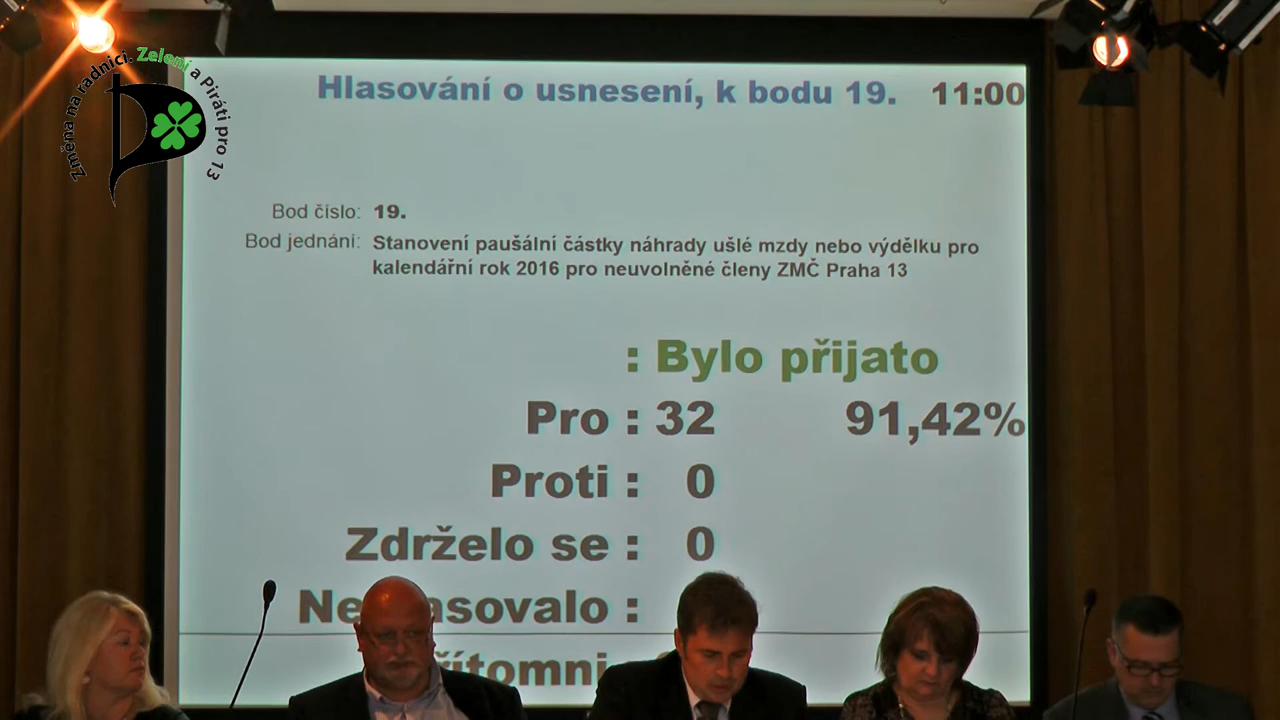 Změna na radnici. Zelení a Piráti pro 13
Hlasování o usnesení, k bodu 19. 11:00
Bod číslo: 19.
Bod jednání: Stanovení paušální částky náhrady ušlé mzdy nebo výdělku pro
kalendářní rok 2016 pro neuvolněné členy ZMČ Praha 13
: Bylo přijato
Pro : 32 91,42%
Proti : 0
Zdrželo se : 0